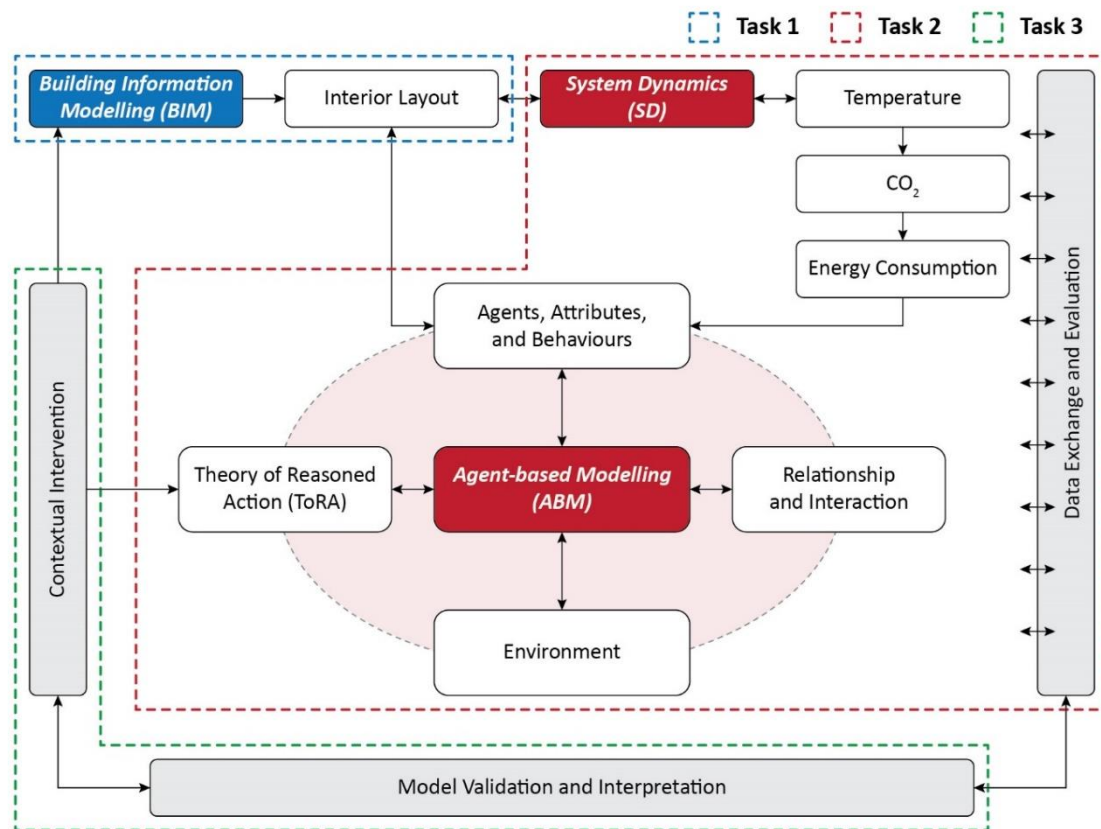 Task 1
Task 2
Task 3
Building Information
Modelling (BIM)
Interior Layout
System Dynamics
(SD)
Temperature
CO₂
Energy Consumption
Agents, Attributes,
and Behaviours
Theory of Reasoned
Action (ToRA)
Agent-based Modelling
(ABM)
Relationship
and Interaction
Environment
Contextual Intervention
Data Exchange and Evaluation
Model Validation and Interpretation